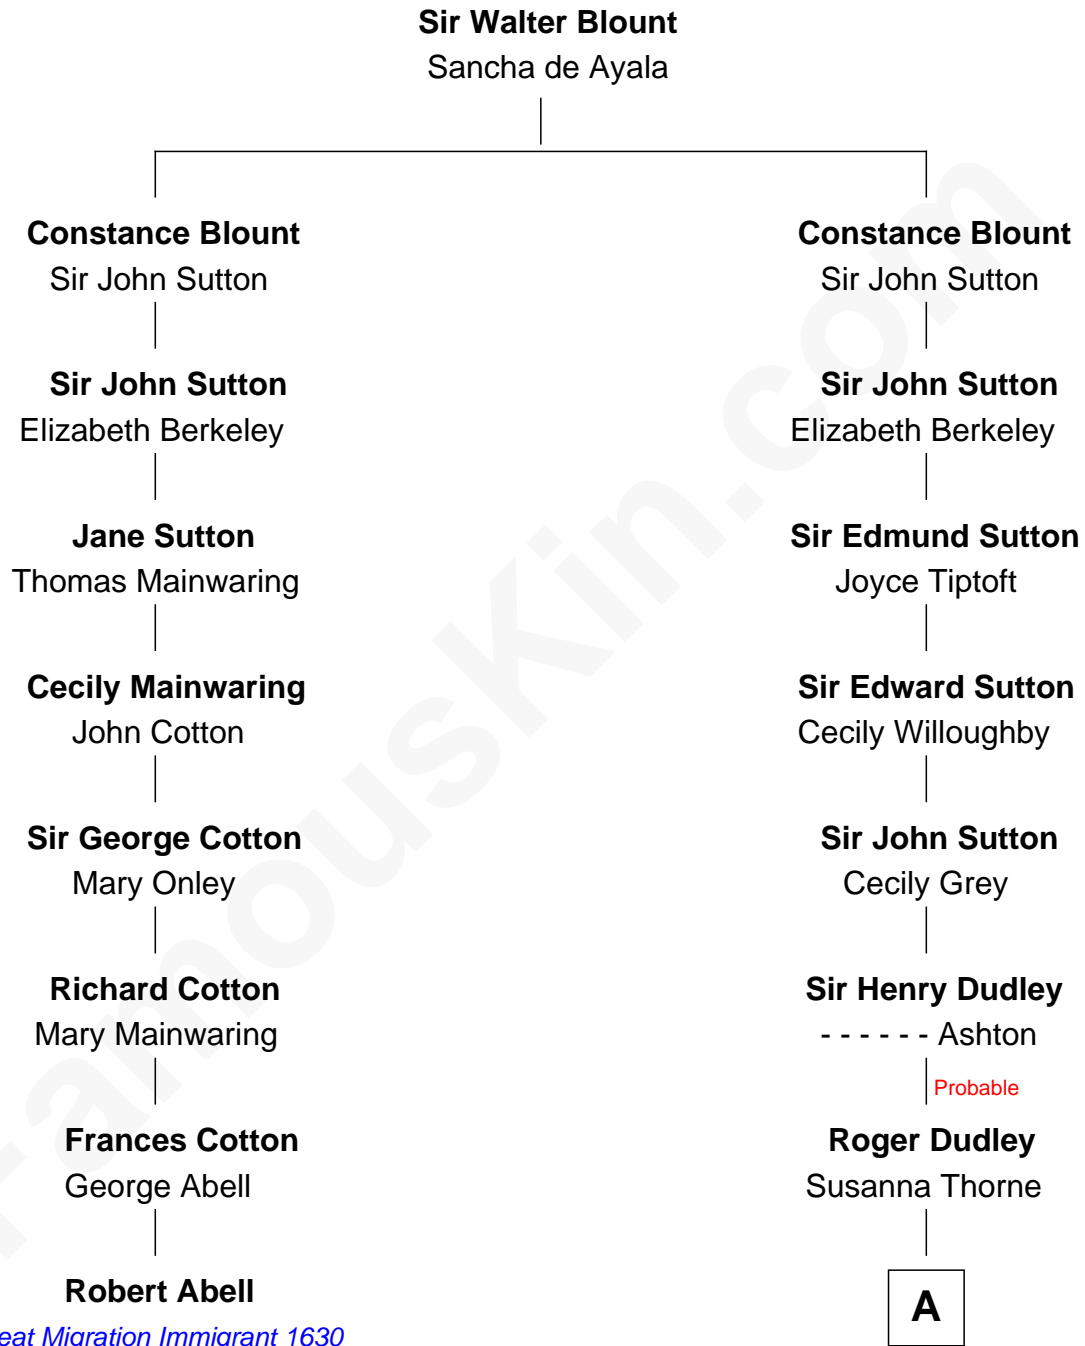 Sir Walter Blount
Sancha de Ayala
Constance Blount
Sir John Sutton
Constance Blount
Sir John Sutton
Sir John Sutton
Elizabeth Berkeley
Sir John Sutton
Elizabeth Berkeley
Jane Sutton
Thomas Mainwaring
Sir Edmund Sutton
Joyce Tiptoft
Cecily Mainwaring
John Cotton
Sir Edward Sutton
Cecily Willoughby
Sir George Cotton
Mary Onley
Sir John Sutton
Cecily Grey
Richard Cotton
Mary Mainwaring
Sir Henry Dudley
- - - - - - Ashton
Probable
Frances Cotton
George Abell
Roger Dudley
Susanna Thorne
Robert Abell
eat Migration Immigrant 1630
A
FamousKin.com